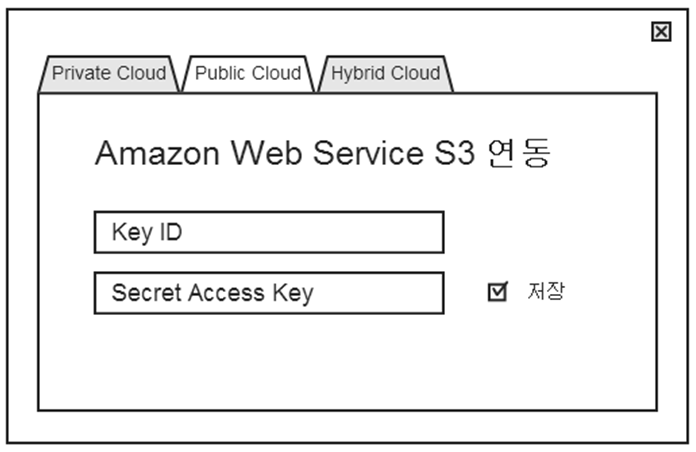 Private Cloud Public Cloud Hybrid Cloud
Amazon Web Service S3 연동
Key ID
Secret Access Key 저장